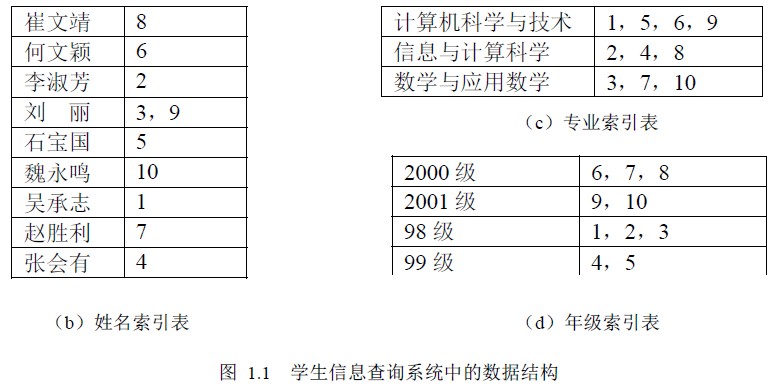 崔文靖 8
何文颖 6
李淑芳 2
刘　丽 3，9
石宝国 5
魏永鸣 10
吴承志 1
赵胜利 7
张会有 4
（b）姓名索引表
计算机科学与技术 1，5，6，9
信息与计算科学 2，4，8
数学与应用数学 3，7，10
（c）专业索引表
2000 级 6，7，8
2001 级 9，10
98 级 1，2，3
99 级 4，5
（d）年级索引表
图 1.1　学生信息查询系统中的数据结构